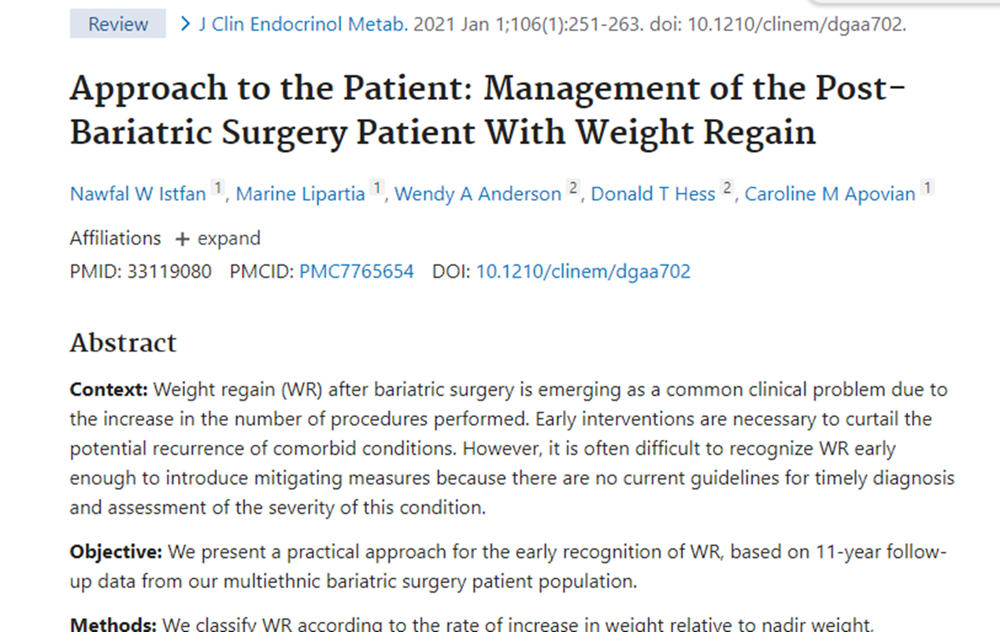 Review > J Clin Endocrinol Metab. 2021 Jan 1;106(1):251-263. doi: 10.1210/clinem/dgaa702.
Approach to the Patient: Management of the Post-
Bariatric Surgery Patient With Weight Regain
Nawfal W Istfan 1, Marine Lipartia 1, Wendy A Anderson 2, Donald T Hess 2, Caroline M Apovian 1
Affiliations + expand
PMID: 33119080 PMCID: PMC7765654 DOI: 10.1210/clinem/dgaa702
Abstract
Context: Weight regain (WR) after bariatric surgery is emerging as a common clinical problem due to
the increase in the number of procedures performed. Early interventions are necessary to curtail the
potential recurrence of comorbid conditions. However, it is often difficult to recognize WR early
enough to introduce mitigating measures because there are no current guidelines for timely diagnosis
and assessment of the severity of this condition.
Objective: We present a practical approach for the early recognition of WR, based on 11-year follow-
up data from our multiethnic bariatric surgery patient population.
Methods: We classify WR according to the rate of increase in weight relative to nadir weight,